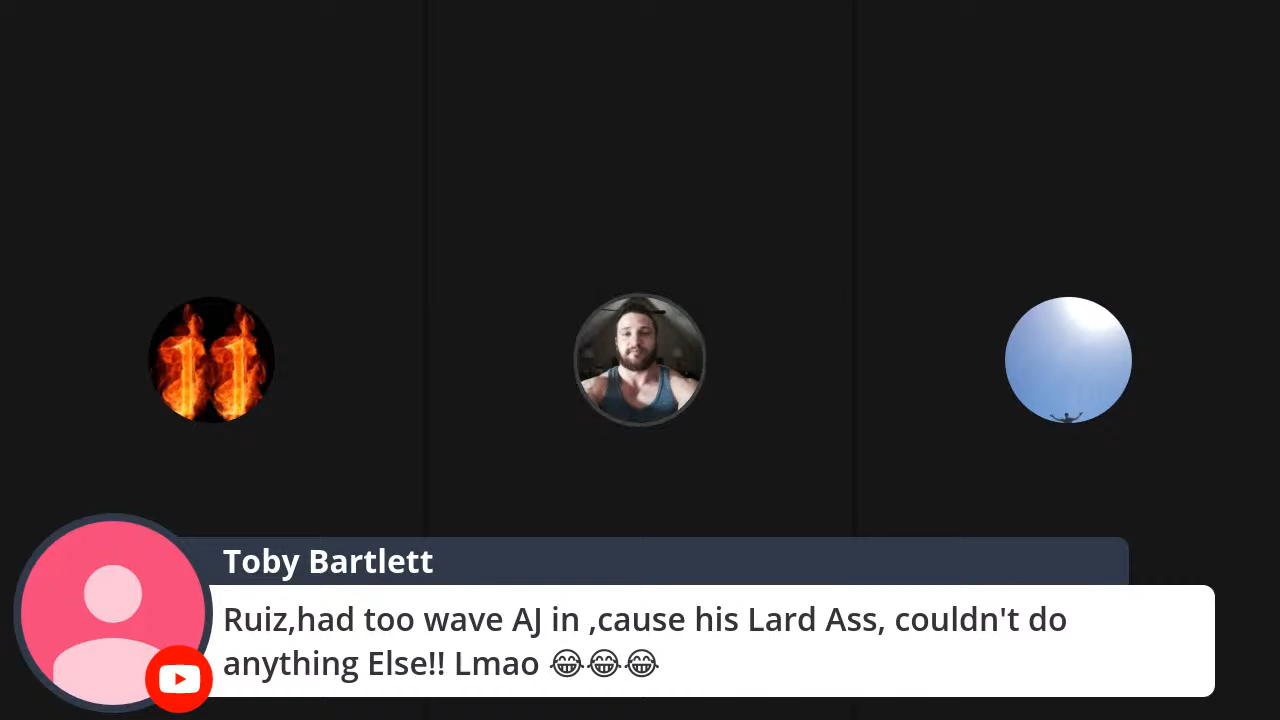 Toby Bartlett
Ruiz,had too wave AJ in ,cause his Lard Ass, couldn't do
anything Else!! Lmao 😂😂😂